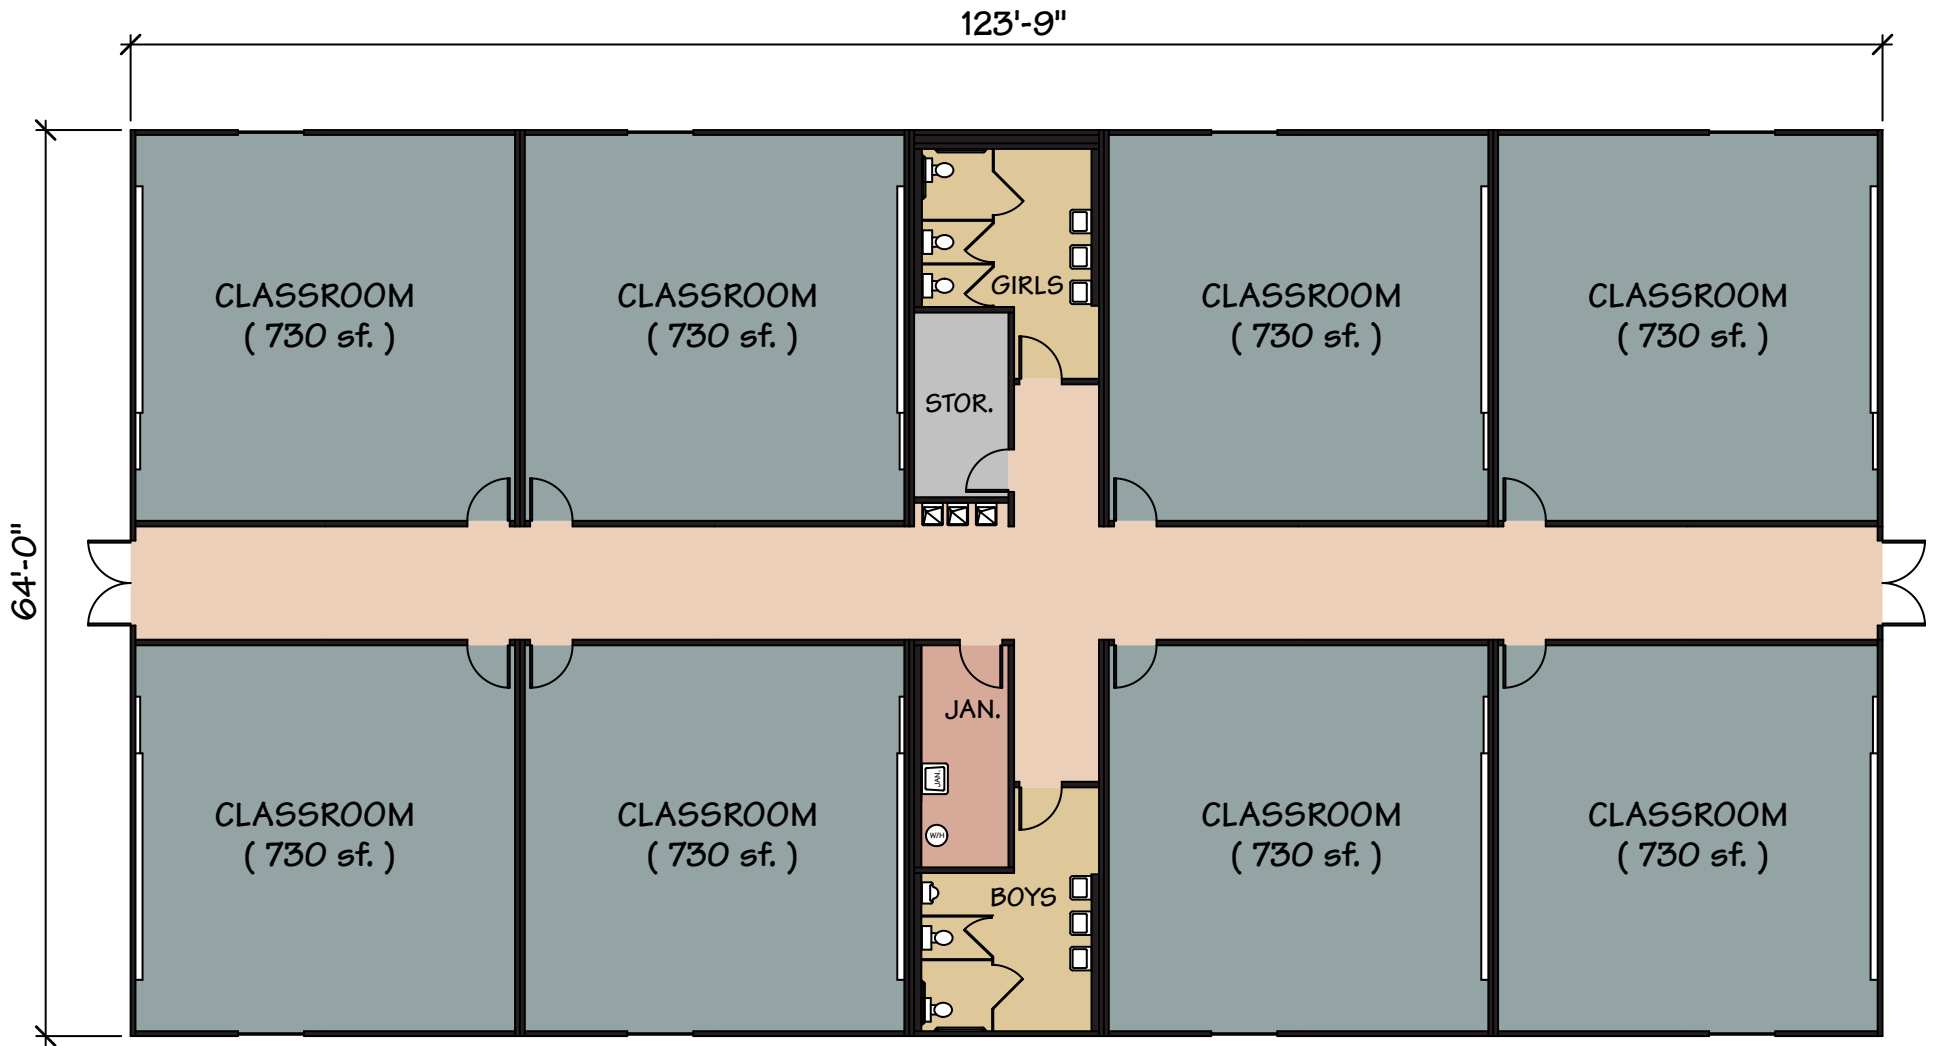 123'-9"
64'-0"
CLASSROOM
( 730 sf. )
CLASSROOM
( 730 sf. )
GIRLS
CLASSROOM
( 730 sf. )
CLASSROOM
( 730 sf. )
STOR.
JAN.
JAN.
W/H
CLASSROOM
( 730 sf. )
CLASSROOM
( 730 sf. )
BOYS
CLASSROOM
( 730 sf. )
CLASSROOM
( 730 sf. )